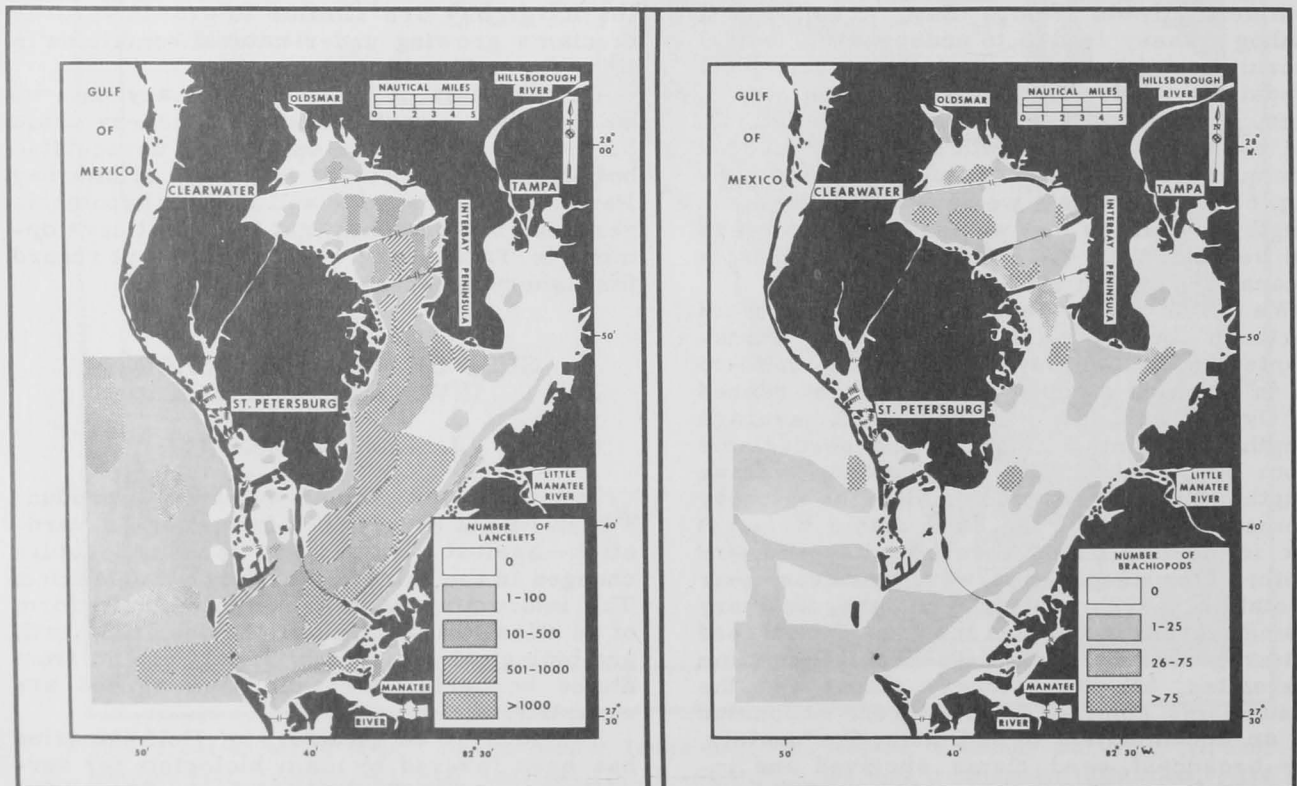 GULF
OF
MEXICO
OLDSMAR
NAUTICAL MILES
0 1 2 3 4 5
HILLSBOROUGH
RIVER
N
28°
00'
CLEARWATER
TAMPA
INTERBAY PENINSULA
50'
ST. PETERSBURG
LITTLE
MANATEE
RIVER
40'
NUMBER OF
LANCELETS
0
1-100
101-500
501-1000
>1000
MANATEE
RIVER
27°
30'
50'
40'
82° 30'
GULF
OF
MEXICO
OLDSMAR
NAUTICAL MILES
0 1 2 3 4 5
HILLSBOROUGH
RIVER
N
28°
N.
CLEARWATER
TAMPA
INTERBAY PENINSULA
50'
ST. PETERSBURG
LITTLE
MANATEE
RIVER
40'
NUMBER OF
BRACHIOPODS
0
1-25
26-75
>75
MANATEE
RIVER
27°
30'
50'
40'
82° 30' W.